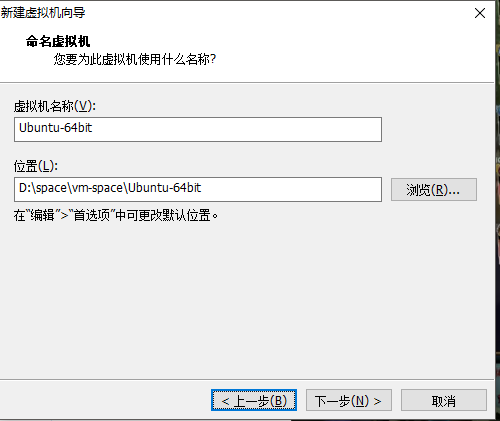 新建虚拟机向导
命名虚拟机
您要为此虚拟机使用什么名称?
虚拟机名称(V):
Ubuntu-64bit
位置(L):
D:\space\vm-space\Ubuntu-64bit
浏览(R)...
在“编辑”>“首选项”中可更改默认位置。
< 上一步(B)
下一步(N) >
取消